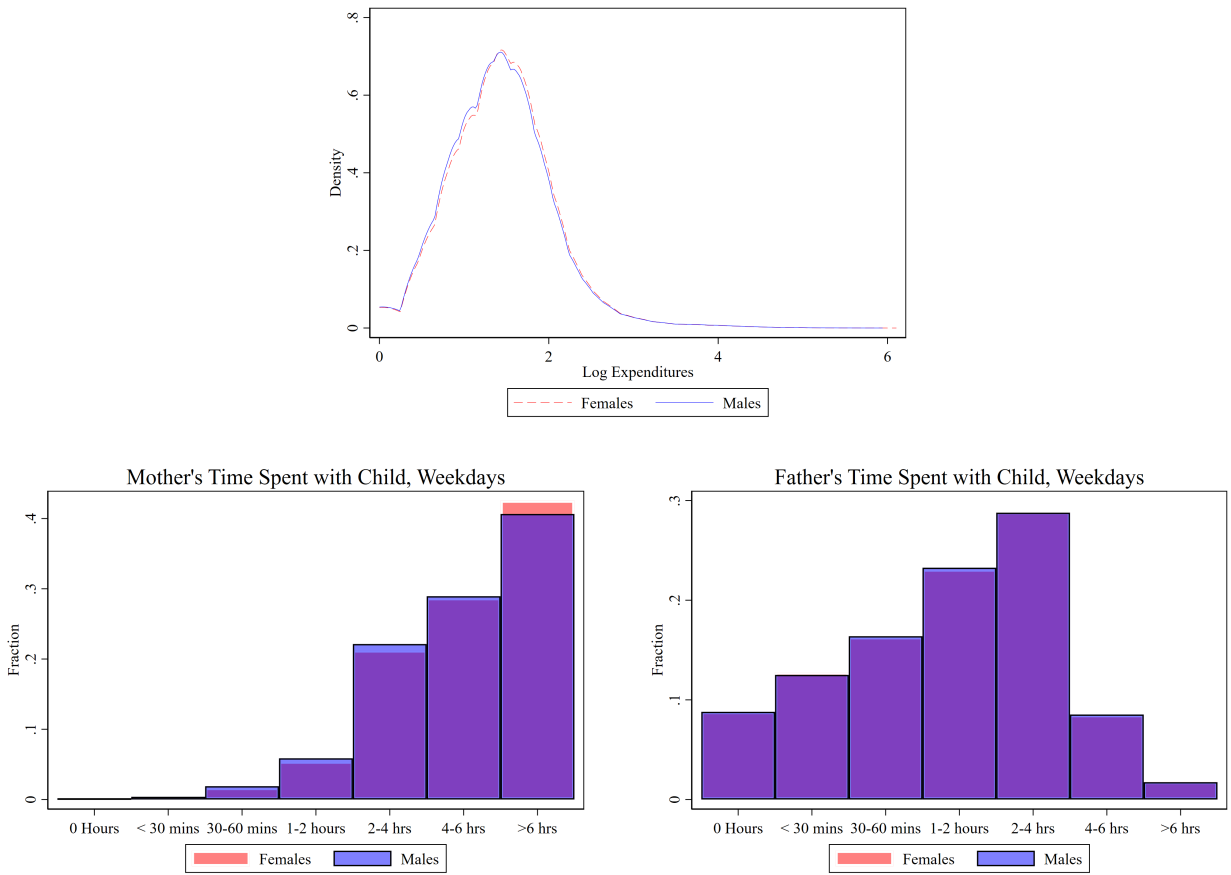 .8
.6
.4
.2
0
Density
0 2 4 6
Log Expenditures
Females Males
Mother's Time Spent with Child, Weekdays
.4
.3
.2
.1
0
Fraction
0 Hours < 30 mins 30-60 mins 1-2 hours 2-4 hrs 4-6 hrs >6 hrs
Females Males
Father's Time Spent with Child, Weekdays
.3
.2
.1
0
Fraction
0 Hours < 30 mins 30-60 mins 1-2 hours 2-4 hrs 4-6 hrs >6 hrs
Females Males